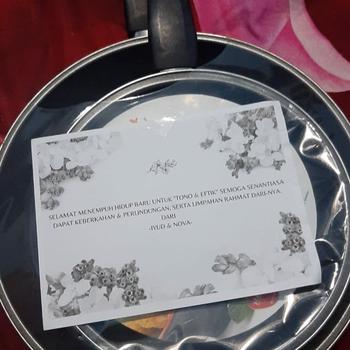 SELAMAT MENEMPUH HIDUP BARU UNTUK "TONO & EFTIK" SEMOGA SENANTIASA
DAPAT KEBERKAHAN & PERLINDUNGAN, SERTA LIMPAHAN RAHMAT DARI-NYA.
DARI
-IYUD & NOVA-